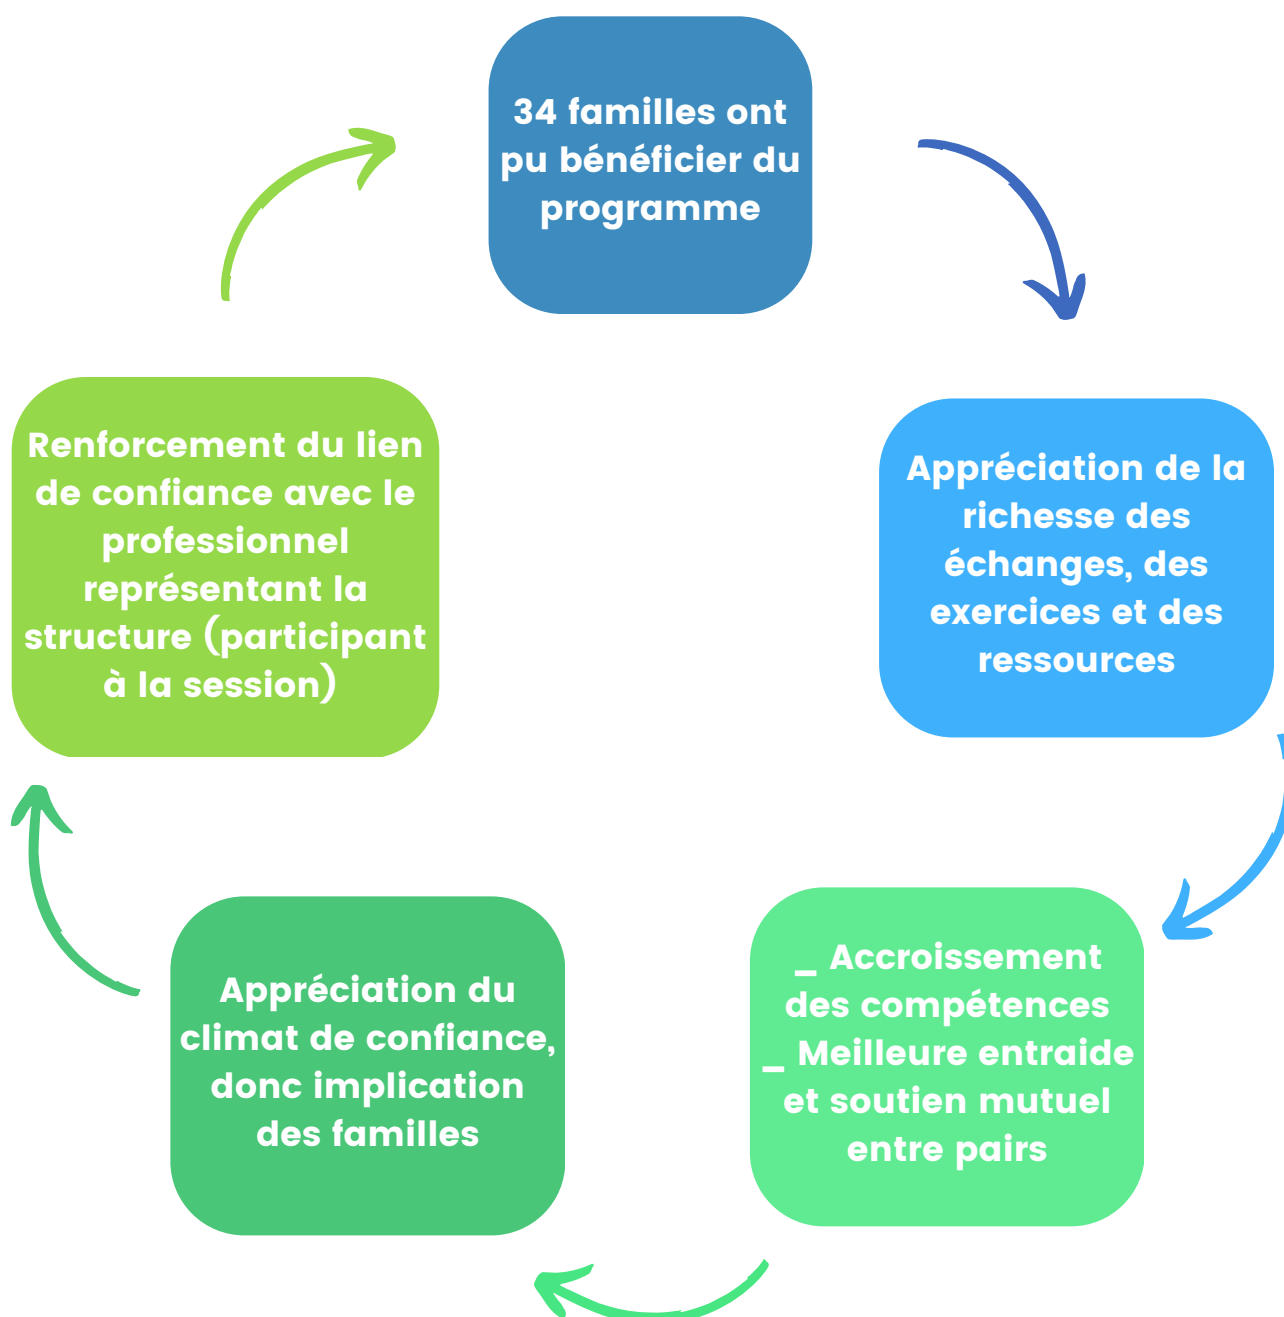 34 familles ont
pu bénéficier du
programme
Appréciation de la
richesse des
échanges, des
exercices et des
ressources
_ Accroissement
des compétences
_ Meilleure entraide
et soutien mutuel
entre pairs
Appréciation du
climat de confiance,
donc implication
des familles
Renforcement du lien
de confiance avec le
professionnel
représentant la
structure (participant
à la session)